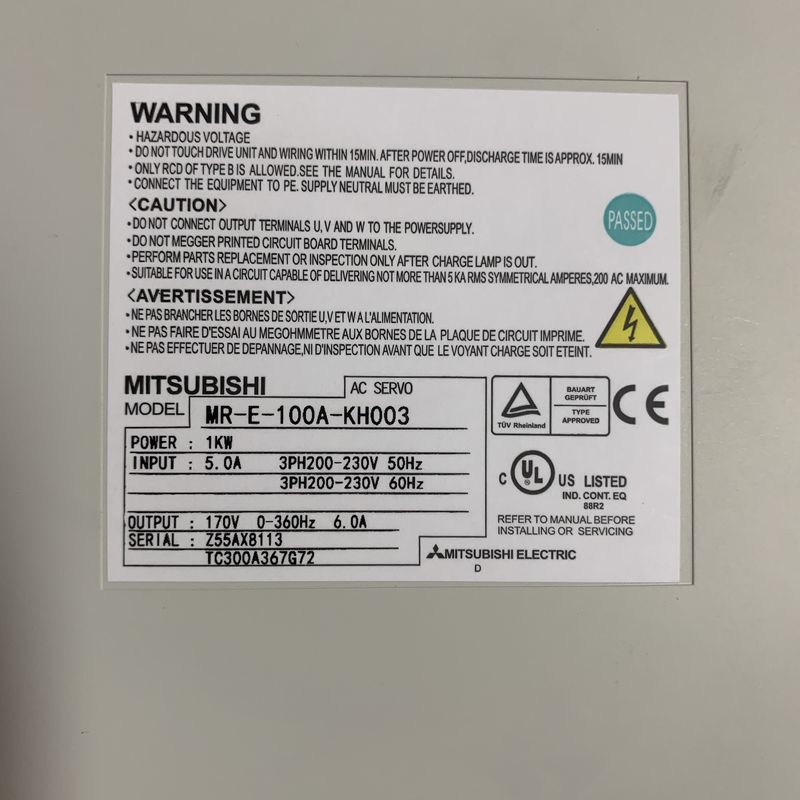 WARNING
• HAZARDOUS VOLTAGE
• DO NOT TOUCH DRIVE UNIT AND WIRING WITHIN 15MIN. AFTER POWER OFF,DISCHARGE TIME IS APPROX. 15MIN
• ONLY RCD OF TYPE B IS ALLOWED.SEE THE MANUAL FOR DETAILS.
• CONNECT THE EQUIPMENT TO PE. SUPPLY NEUTRAL MUST BE EARTHED.
<CAUTION>
• DO NOT CONNECT OUTPUT TERMINALS U, V AND W TO THE POWERSUPPLY.
• DO NOT MEGGER PRINTED CIRCUIT BOARD TERMINALS.
• PERFORM PARTS REPLACEMENT OR INSPECTION ONLY AFTER CHARGE LAMP IS OUT.
• SUITABLE FOR USE IN A CIRCUIT CAPABLE OF DELIVERING NOT MORE THAN 5 KA RMS SYMMETRICAL AMPERES,200 AC MAXIMUM.
PASSED
<AVERTISSEMENT>
• NE PAS BRANCHER LES BORNES DE SORTIE U,V ET W A L'ALIMENTATION.
• NE PAS FAIRE D'ESSAI AU MEGOHMMETRE AUX BORNES DE LA PLAQUE DE CIRCUIT IMPRIME.
• NE PAS EFFECTUER DE DEPANNAGE,NI D'INSPECTION AVANT QUE LE VOYANT CHARGE SOIT ETEINT.
MITSUBISHI AC SERVO
MODEL MR-E-100A-KH003
POWER : 1KW
INPUT : 5.0A 3PH200-230V 50Hz
3PH200-230V 60Hz
OUTPUT : 170V 0-360Hz 6.0A
SERIAL : Z55AX8113
TC300A367G72
TÜV Rheinland
BAUART
GEPRÜFT
TYPE
APPROVED
CE
C UL US LISTED
IND. CONT. EQ
88R2
REFER TO MANUAL BEFORE
INSTALLING OR SERVICING
MITSUBISHI ELECTRIC
D